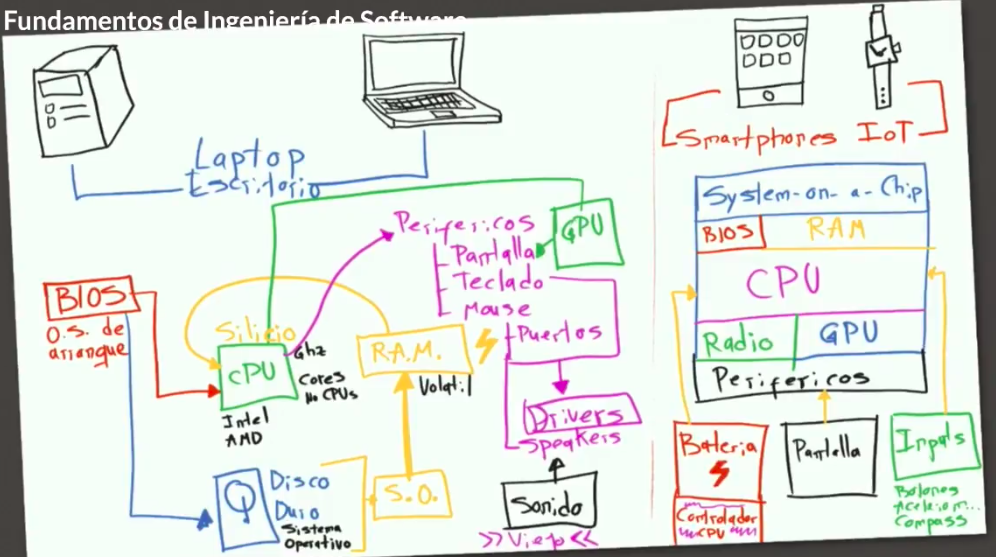 Fundamentos de Ingeniería de Software
Laptop
Escritorio
Smartphones IoT
System-on-a-Chip
BIOS RAM
CPU
Radio GPU
Perifericos
Bateria
Controlador
CPU
Pantalla
Inputs
Botones
Acelerom...
Compass
Perifericos
Pantalla
Teclado
Mouse
Puertos
GPU
BIOS
O.S. de
arranque
Silicio
CPU
Ghz
Cores
No CPUs
Intel
AMD
R.A.M.
Volatil
Drivers
Speakers
Sonido
>> Viejo <<
Disco
Duro
Sistema
Operativo
S.O.